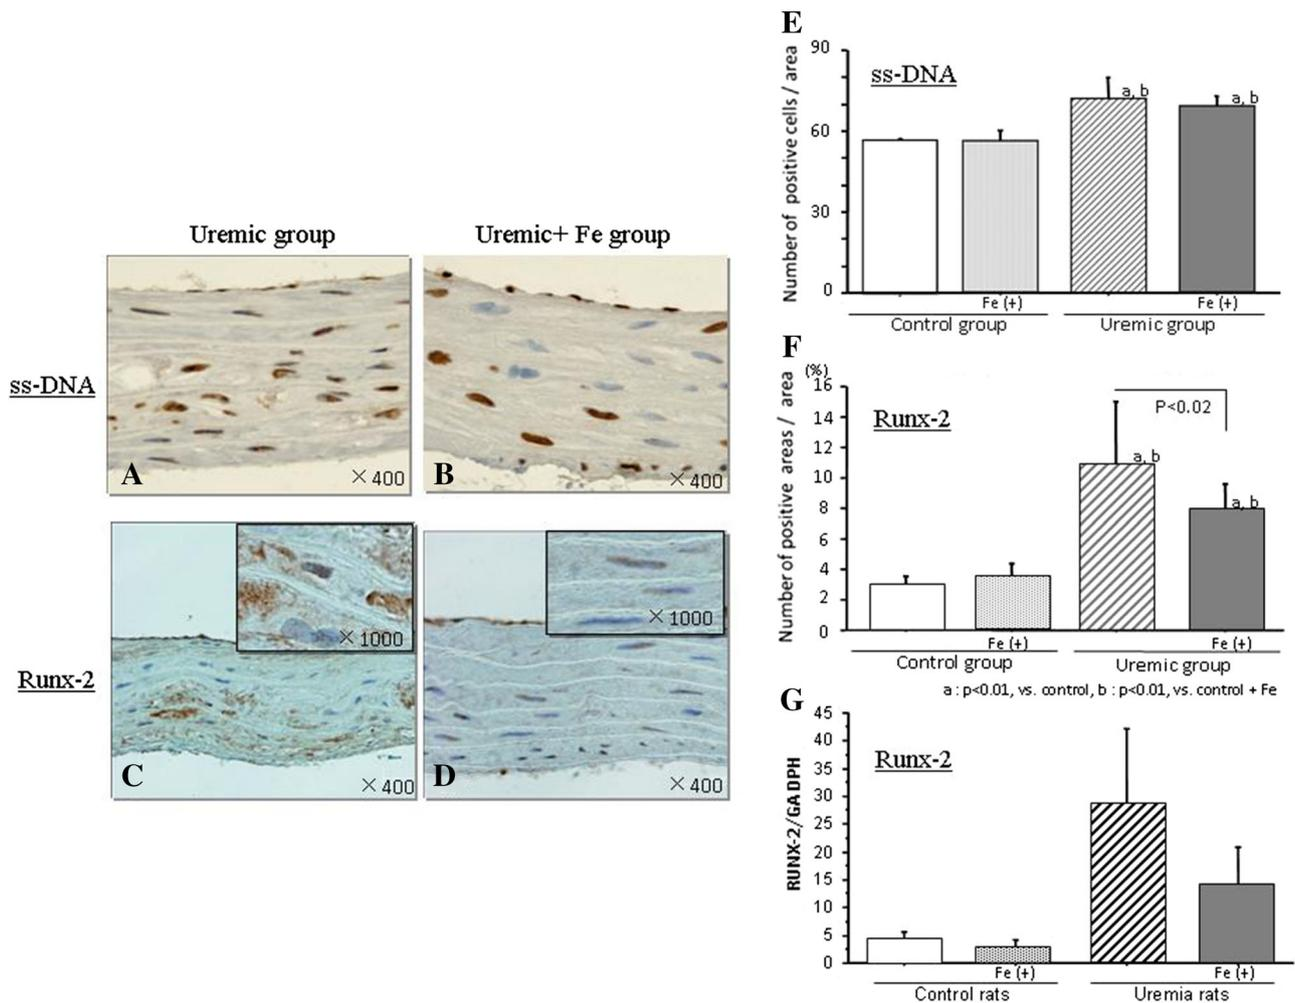 Uremic group
Uremic+ Fe group
ss-DNA
A
× 400
B
× 400
Runx-2
× 1000
C
× 400
× 1000
D
× 400
E
ss-DNA
Number of positive cells / area
90
60
30
0
a, b
a, b
Fe (+)
Fe (+)
Control group
Uremic group
F
(%)
Runx-2
Number of positive areas / area
16
14
12
10
8
6
4
2
0
P<0.02
a, b
a, b
Fe (+)
Fe (+)
Control group
Uremic group
a : p<0.01, vs. control, b : p<0.01, vs. control + Fe
G
Runx-2
RUNX-2/GADPH
45
40
35
30
25
20
15
10
5
0
Fe (+)
Fe (+)
Control rats
Uremia rats